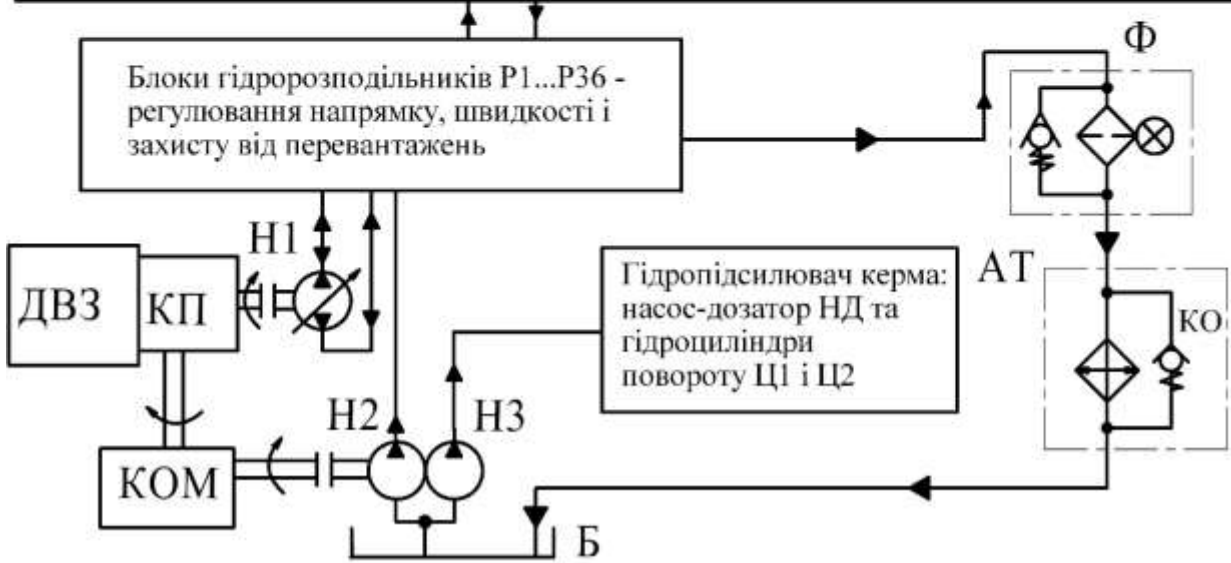 Блоки гідророзподільників Р1...Р36 -
регулювання напрямку, швидкості і
захисту від перевантажень
Ф
Н1
ДВЗ
КП
Гідропідсилювач керма:
насос-дозатор НД та
гідроциліндри
повороту Ц1 і Ц2
АТ
КО
Н2
Н3
КОМ
Б